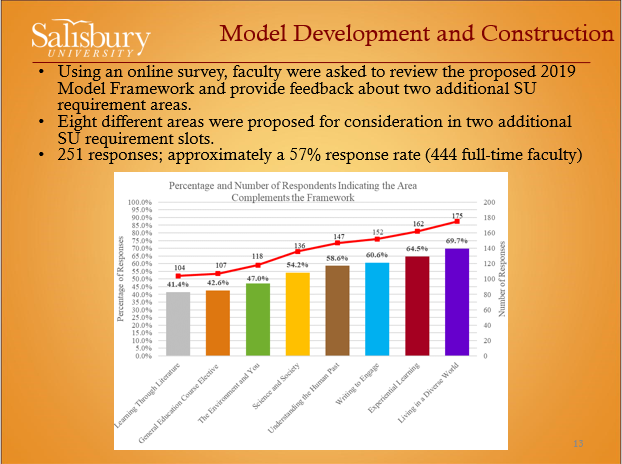 Salisbury
UNIVERSITY
Model Development and Construction
• Using an online survey, faculty were asked to review the proposed 2019
Model Framework and provide feedback about two additional SU
requirement areas.
• Eight different areas were proposed for consideration in two additional
SU requirement slots.
• 251 responses; approximately a 57% response rate (444 full-time faculty)
Percentage and Number of Respondents Indicating the Area
Complements the Framework
Percentage of Responses
100.0%
95.0%
90.0%
85.0%
80.0%
75.0%
70.0%
65.0%
60.0%
55.0%
50.0%
45.0%
40.0%
35.0%
30.0%
25.0%
20.0%
15.0%
10.0%
5.0%
0.0%
104
107
118
136
147
152
162
175
41.4%
42.6%
47.0%
54.2%
58.6%
60.6%
64.5%
69.7%
200
180
160
140
120
100
80
60
40
20
0
Number of Responses
Learning Through Literature
General Education Course Elective
The Environment and You
Science and Society
Understanding the Human Past
Writing to Engage
Experiential Learning
Living in a Diverse World
13